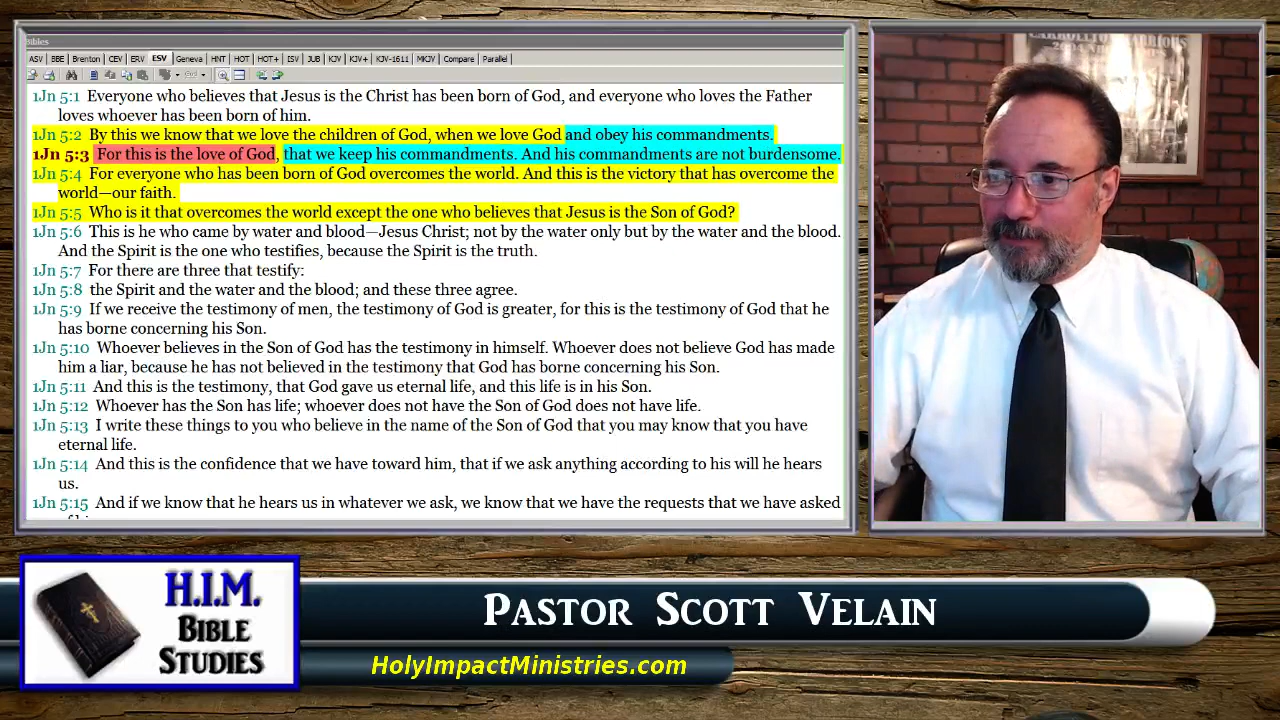 Bibles
ASV BBE Brenton CEV ERV ESV Geneva HNT HOT HOT+ ISV JUB KJV KJV+ KJV-1611 MKJV Compare Parallel
1Jn 5:1 Everyone who believes that Jesus is the Christ has been born of God, and everyone who loves the Father
loves whoever has been born of him.
1Jn 5:2 By this we know that we love the children of God, when we love God and obey his commandments.
1Jn 5:3 For this is the love of God, that we keep his commandments. And his commandments are not burdensome.
1Jn 5:4 For everyone who has been born of God overcomes the world. And this is the victory that has overcome the
world—our faith.
1Jn 5:5 Who is it that overcomes the world except the one who believes that Jesus is the Son of God?
1Jn 5:6 This is he who came by water and blood—Jesus Christ; not by the water only but by the water and the blood.
And the Spirit is the one who testifies, because the Spirit is the truth.
1Jn 5:7 For there are three that testify:
1Jn 5:8 the Spirit and the water and the blood; and these three agree.
1Jn 5:9 If we receive the testimony of men, the testimony of God is greater, for this is the testimony of God that he
has borne concerning his Son.
1Jn 5:10 Whoever believes in the Son of God has the testimony in himself. Whoever does not believe God has made
him a liar, because he has not believed in the testimony that God has borne concerning his Son.
1Jn 5:11 And this is the testimony, that God gave us eternal life, and this life is in his Son.
1Jn 5:12 Whoever has the Son has life; whoever does not have the Son of God does not have life.
1Jn 5:13 I write these things to you who believe in the name of the Son of God that you may know that you have
eternal life.
1Jn 5:14 And this is the confidence that we have toward him, that if we ask anything according to his will he hears
us.
1Jn 5:15 And if we know that he hears us in whatever we ask, we know that we have the requests that we have asked
CARROLLTON WARRIORS
H.I.M.
BIBLE
STUDIES
PASTOR SCOTT VELAIN
HolyImpactMinistries.com